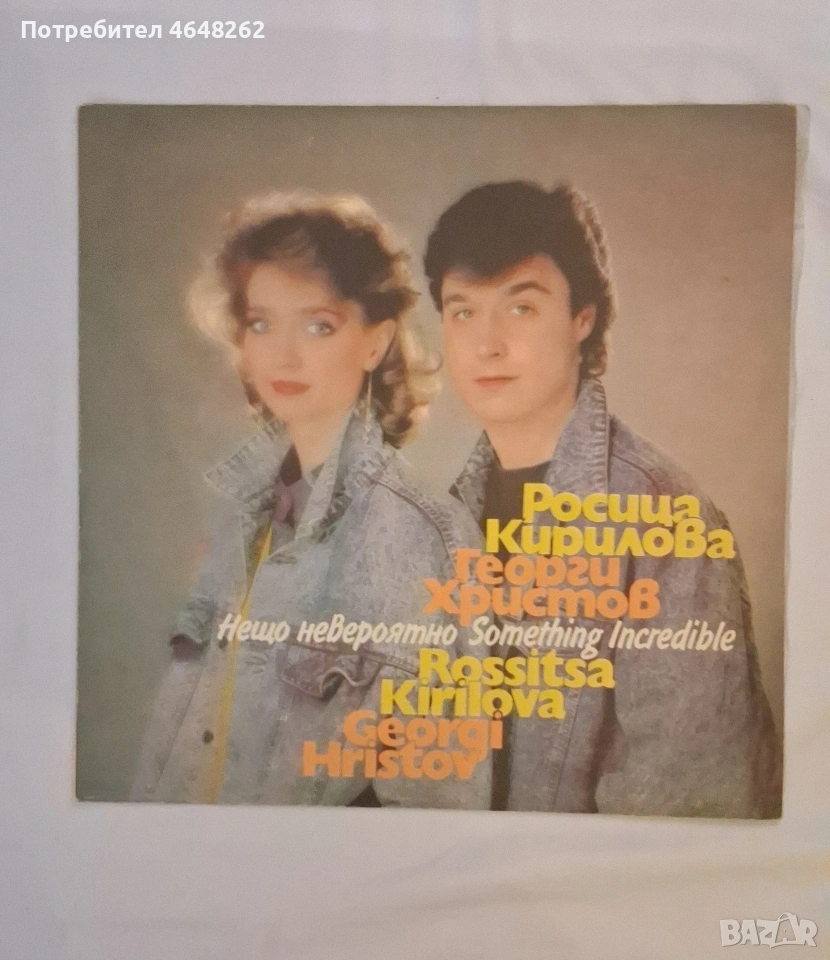 Потребител 4648262
Росица
Кирилова
Георги
Христов
Нещо невероятно Something Incredible
Rossitsa
Kirilova
Georgi
Hristov
BAZAR